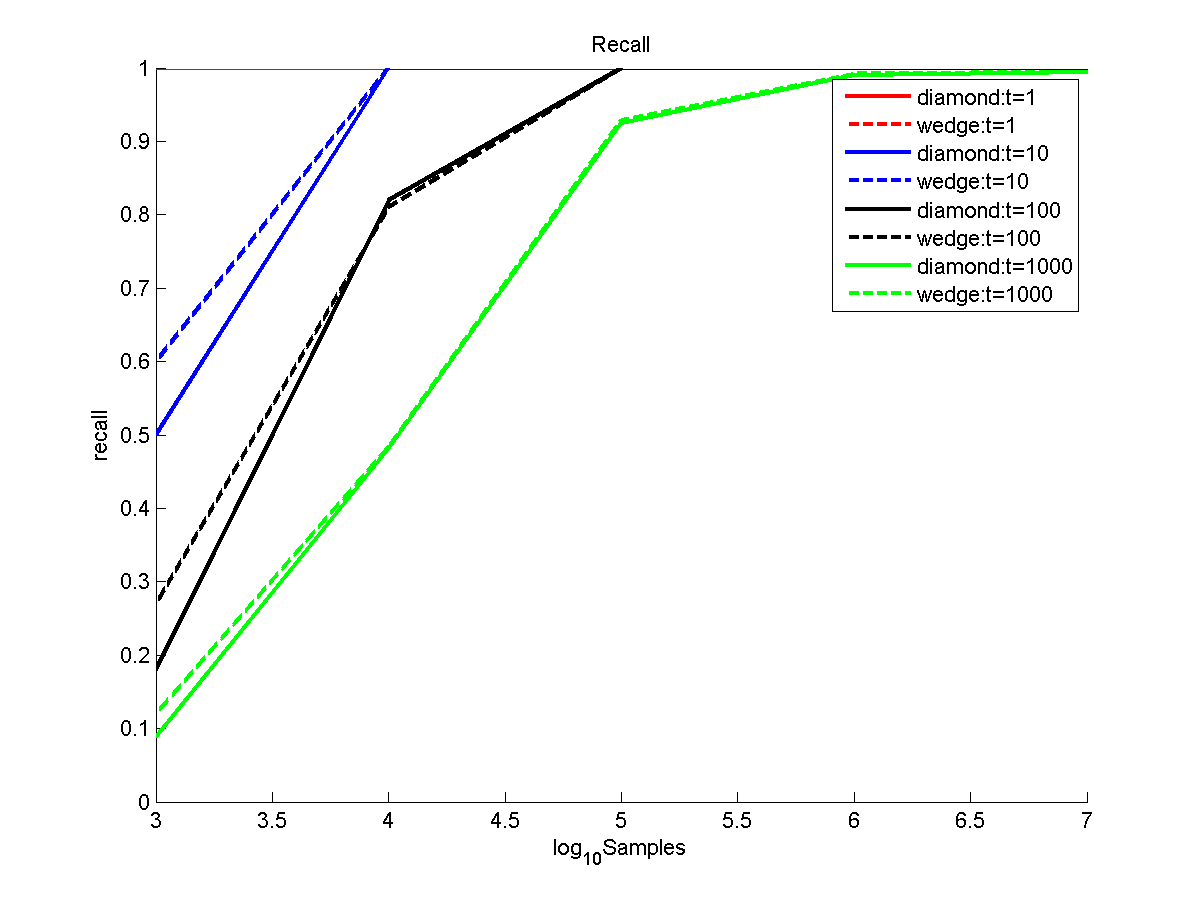 Recall
1
0.9
0.8
0.7
0.6
0.5
0.4
0.3
0.2
0.1
0
recall
diamond:t=1
wedge:t=1
diamond:t=10
wedge:t=10
diamond:t=100
wedge:t=100
diamond:t=1000
wedge:t=1000
3 3.5 4 4.5 5 5.5 6 6.5 7
log10Samples